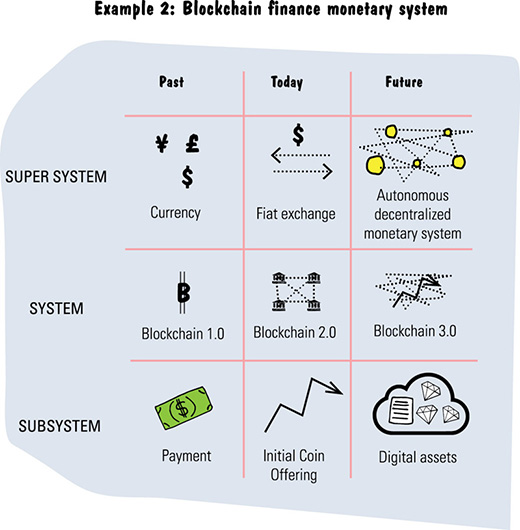 Example 2: Blockchain finance monetary system
Past Today Future
¥ £
$
$
SUPER SYSTEM
Currency Fiat exchange Autonomous
decentralized
monetary system
SYSTEM
B
Blockchain 1.0 Blockchain 2.0 Blockchain 3.0
SUBSYSTEM
$
Payment Initial Coin
Offering
Digital assets